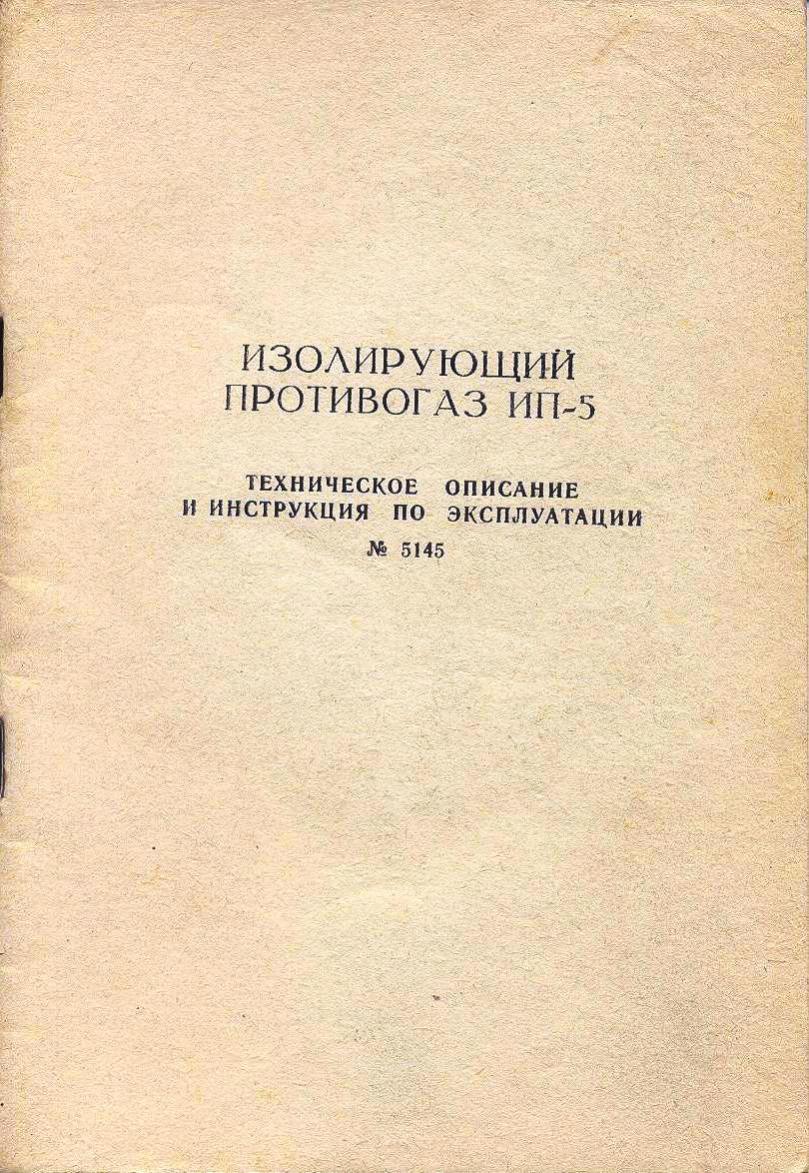 ИЗОЛИРУЮЩИЙ
ПРОТИВОГАЗ ИП-5
ТЕХНИЧЕСКОЕ ОПИСАНИЕ
И ИНСТРУКЦИЯ ПО ЭКСПЛУАТАЦИИ
№ 5145